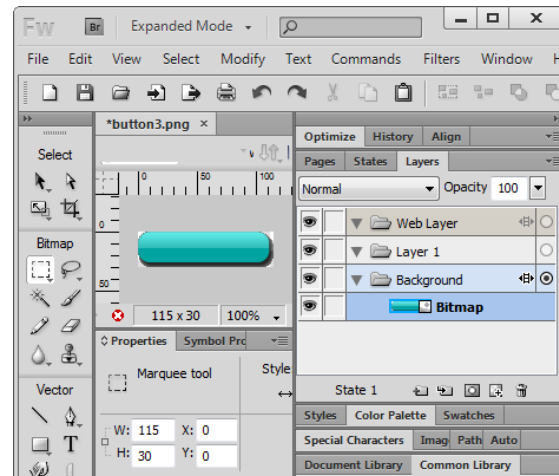 Fw Br Expanded Mode
File Edit View Select Modify Text Commands Filters Window H
*button3.png ×
Select
Bitmap
Vector
0 50 100
0
50
115 x 30 100%
Properties Symbol Prc
Marquee tool Style
W: 115 X: 0
H: 30 Y: 0
Optimize History Align
Pages States Layers
Normal Opacity 100
Web Layer
Layer 1
Background
Bitmap
State 1
Styles Color Palette Swatches
Special Characters Imag Path Auto
Document Library Common Library